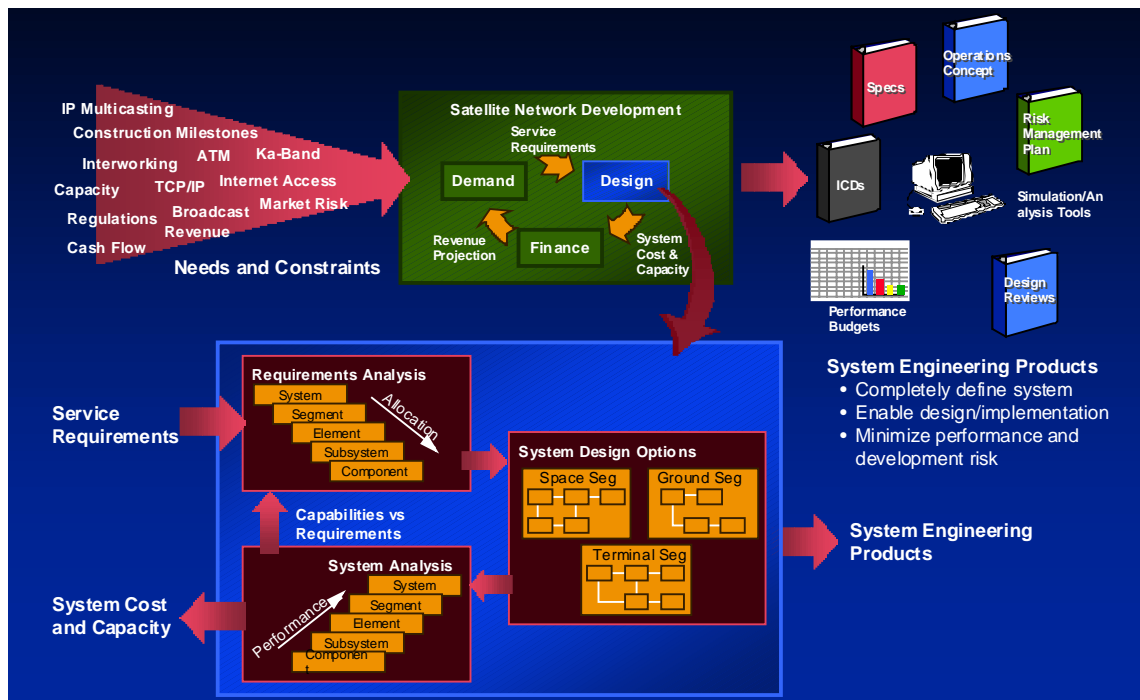 IP Multicasting
Construction Milestones
Interworking
ATM
Ka-Band
Capacity
TCP/IP
Internet Access
Regulations
Broadcast
Market Risk
Revenue
Cash Flow
Needs and Constraints
Satellite Network Development
Service
Requirements
Demand
Design
Revenue
Projection
Finance
System
Cost &
Capacity
Specs
Operations
Concept
Risk
Management
Plan
ICDs
Simulation/An
alysis Tools
Performance
Budgets
Design
Reviews
System Engineering Products
• Completely define system
• Enable design/implementation
• Minimize performance and
development risk
Service
Requirements
Requirements Analysis
System
Segment
Element
Subsystem
Component
Allocation
Capabilities vs
Requirements
System Design Options
Space Seg
Ground Seg
Terminal Seg
System Analysis
System
Segment
Element
Subsystem
Componen
t
Performance
System Cost
and Capacity
System Engineering
Products